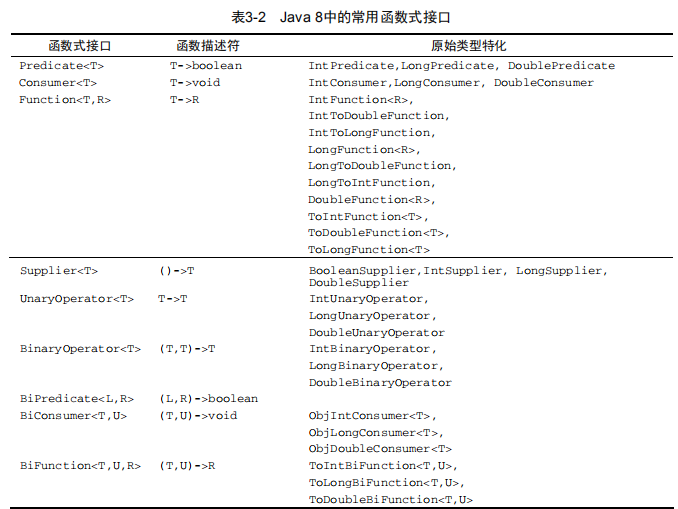 表3-2 Java 8中的常用函数式接口
函数式接口 函数描述符 原始类型特化
Predicate<T> T->boolean IntPredicate,LongPredicate, DoublePredicate
Consumer<T> T->void IntConsumer,LongConsumer, DoubleConsumer
Function<T,R> T->R IntFunction<R>,
IntToDoubleFunction,
IntToLongFunction,
LongFunction<R>,
LongToDoubleFunction,
LongToIntFunction,
DoubleFunction<R>,
ToIntFunction<T>,
ToDoubleFunction<T>,
ToLongFunction<T>
Supplier<T> ()->T BooleanSupplier,IntSupplier, LongSupplier,
DoubleSupplier
UnaryOperator<T> T->T IntUnaryOperator,
LongUnaryOperator,
DoubleUnaryOperator
BinaryOperator<T> (T,T)->T IntBinaryOperator,
LongBinaryOperator,
DoubleBinaryOperator
BiPredicate<L,R> (L,R)->boolean
BiConsumer<T,U> (T,U)->void ObjIntConsumer<T>,
ObjLongConsumer<T>,
ObjDoubleConsumer<T>
BiFunction<T,U,R> (T,U)->R ToIntBiFunction<T,U>,
ToLongBiFunction<T,U>,
ToDoubleBiFunction<T,U>